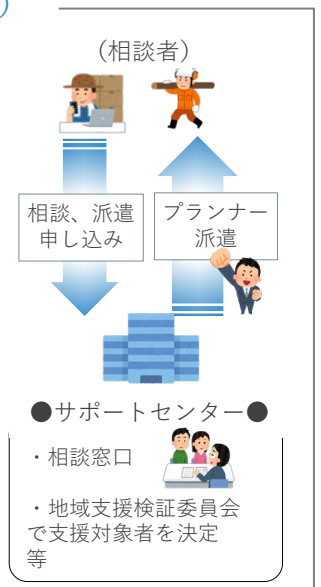 （相談者）
相談、派遣
申し込み
プランナー
派遣
●サポートセンター●
・相談窓口
・地域支援検証委員会
で支援対象者を決定
等